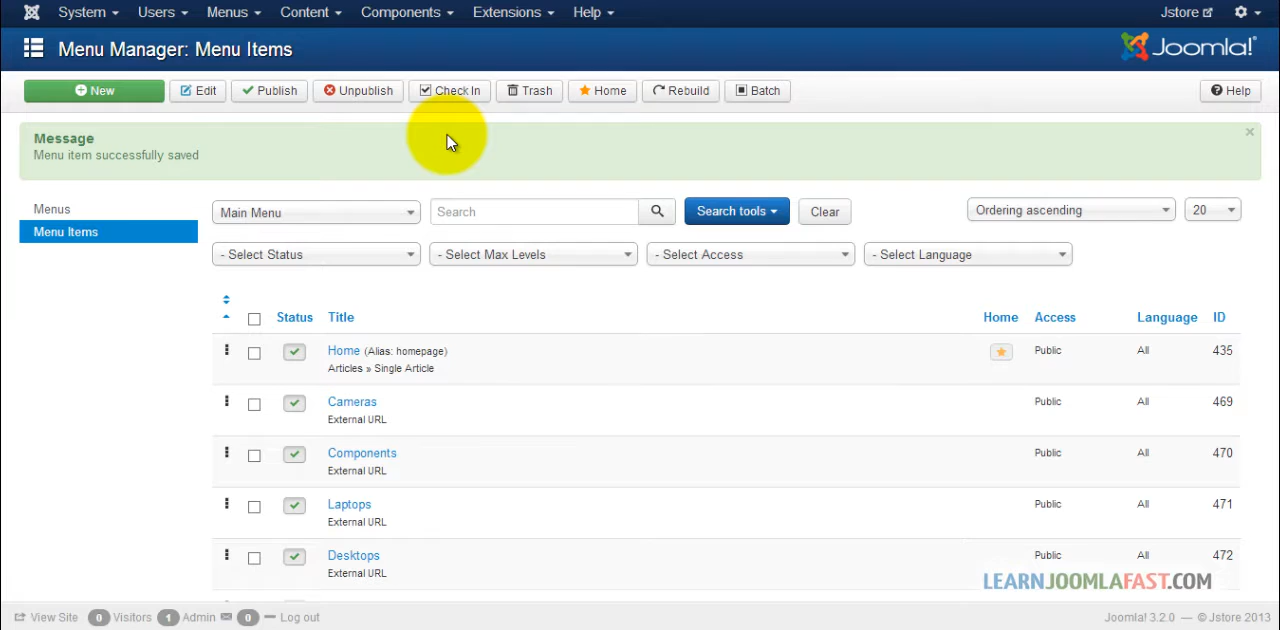 System Users Menus Content Components Extensions Help Jstore
Menu Manager: Menu Items Joomla!®
New Edit Publish Unpublish Check In Trash Home Rebuild Batch Help
Message ×
Menu item successfully saved
Menus
Menu Items
Main Menu Search Search tools Clear Ordering ascending 20
- Select Status - Select Max Levels - Select Access - Select Language
Status Title Home Access Language ID
Home (Alias: homepage) Public All 435
Articles » Single Article
Cameras Public All 469
External URL
Components Public All 470
External URL
Laptops Public All 471
External URL
Desktops Public All 472
External URL
LEARNJOOMLAFAST.COM
View Site 0 Visitors 1 Admin 0 Log out Joomla! 3.2.0 — © Jstore 2013